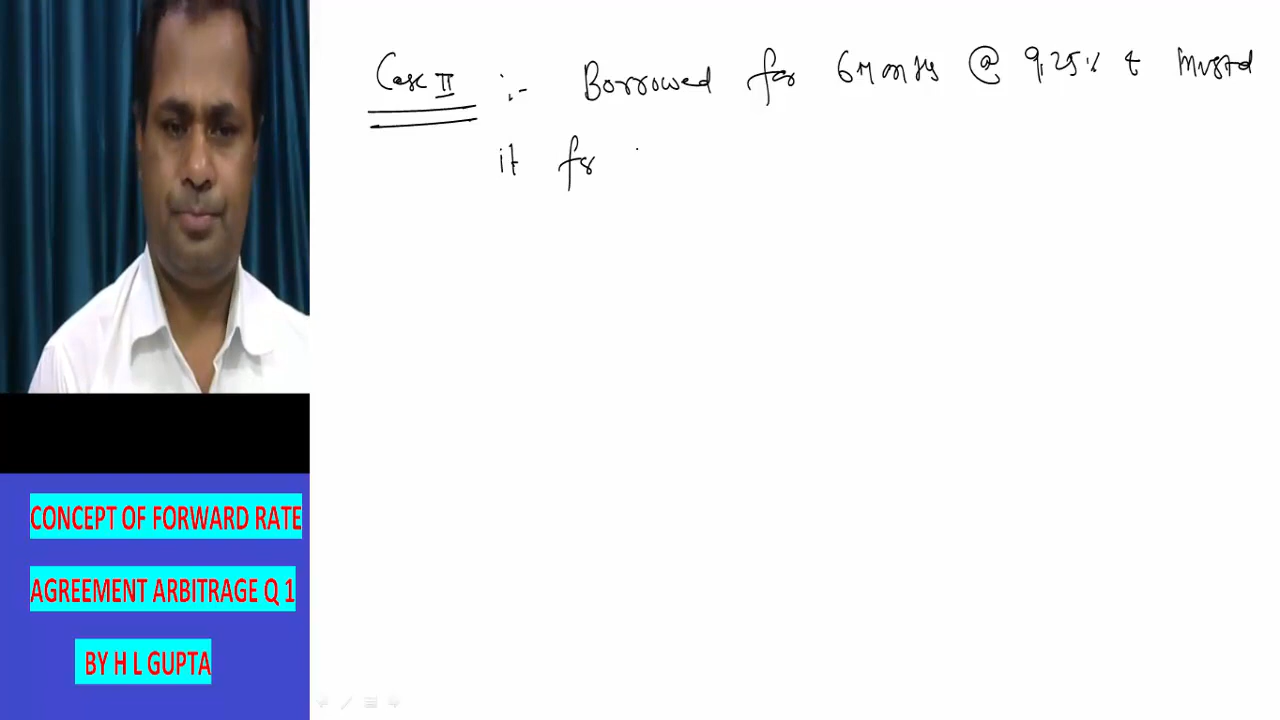 Case II :- Borrowed for 6 months @ 9.25% & Invested
it for
CONCEPT OF FORWARD RATE
AGREEMENT ARBITRAGE Q 1
BY H L GUPTA